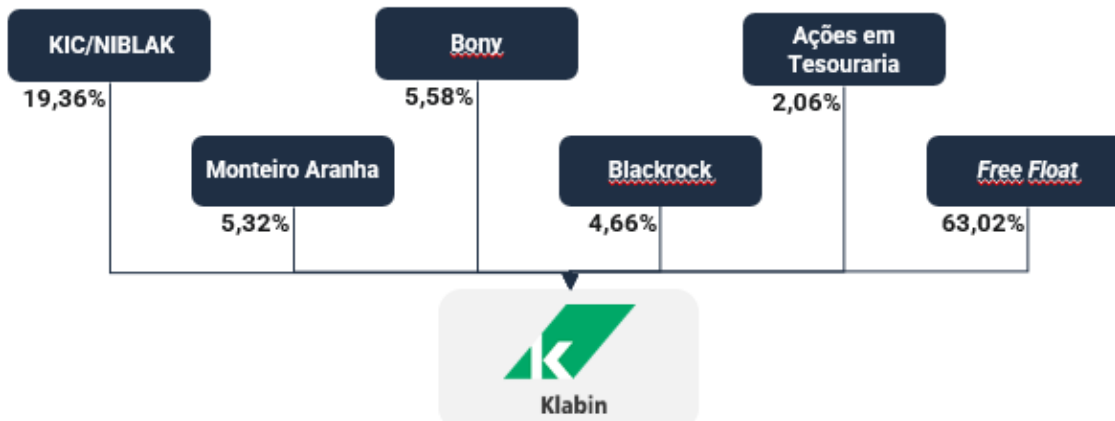 KIC/NIBLAK
19,36%
Monteiro Aranha
5,32%
Bony
5,58%
Blackrock
4,66%
Ações em
Tesouraria
2,06%
Free Float
63,02%
k
Klabin